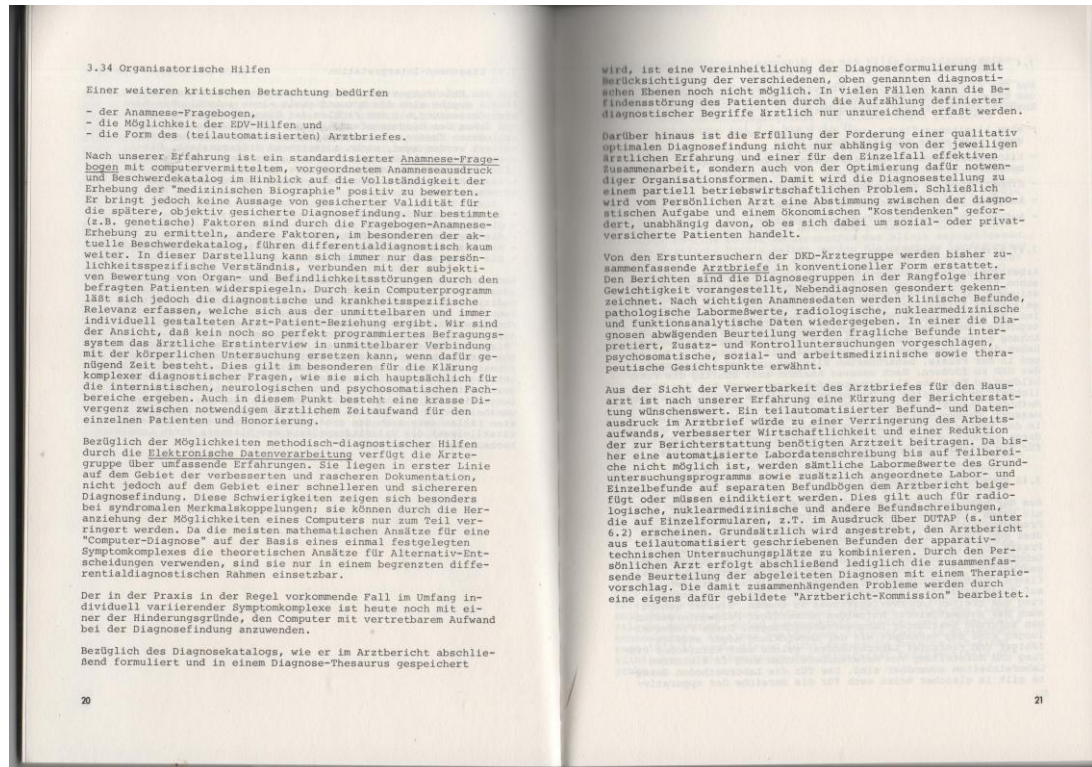 3.34 Organisatorische Hilfen
Einer weiteren kritischen Betrachtung bedürfen
- der Anamnese-Fragebogen,
- die Möglichkeit der EDV-Hilfen und
- die Form des (teilautomatisierten) Arztbriefes.
Nach unserer Erfahrung ist ein standardisierter Anamnese-Frage-
bogen mit computervermitteltem, vorgeordnetem Anamneseausdruck
und Beschwerdekatalog im Hinblick auf die Vollständigkeit der
Erhebung der "medizinischen Biographie" positiv zu bewerten.
Er bringt jedoch keine Aussage von gesicherter Validität für
die spätere, objektiv gesicherte Diagnosefindung. Nur bestimmte
(z.B. genetische) Faktoren sind durch die Fragebogen-Anamnese-
Erhebung zu ermitteln, andere Faktoren, im besonderen der ak-
tuelle Beschwerdekatalog, führen differentialdiagnostisch kaum
weiter. In dieser Darstellung kann sich immer nur das persön-
lichkeitsspezifische Verständnis, verbunden mit der subjekti-
ven Bewertung von Organ- und Befindlichkeitsstörungen durch den
befragten Patienten widerspiegeln. Durch kein Computerprogramm
läßt sich jedoch die diagnostische und krankheitsspezifische
Relevanz erfassen, welche sich aus der unmittelbaren und immer
individuell gestalteten Arzt-Patient-Beziehung ergibt. Wir sind
der Ansicht, daß kein noch so perfekt programmiertes Befragungs-
system das ärztliche Erstinterview in unmittelbarer Verbindung
mit der körperlichen Untersuchung ersetzen kann, wenn dafür ge-
nügend Zeit besteht. Dies gilt im besonderen für die Klärung
komplexer diagnostischer Fragen, wie sie sich hauptsächlich für
die internistischen, neurologischen und psychosomatischen Fach-
bereiche ergeben. Auch in diesem Punkt besteht eine krasse Di-
vergenz zwischen notwendigem ärztlichem Zeitaufwand für den
einzelnen Patienten und Honorierung.
Bezüglich der Möglichkeiten methodisch-diagnostischer Hilfen
durch die Elektronische Datenverarbeitung verfügt die Ärzte-
gruppe über umfassende Erfahrungen. Sie liegen in erster Linie
auf dem Gebiet der verbesserten und rascheren Dokumentation,
nicht jedoch auf dem Gebiet einer schnelleren und sichereren
Diagnosefindung. Diese Schwierigkeiten zeigen sich besonders
bei syndromalen Merkmalskoppelungen; sie können durch die Her-
anziehung der Möglichkeiten eines Computers nur zum Teil ver-
ringert werden. Da die meisten mathematischen Ansätze für eine
"Computer-Diagnose" auf der Basis eines einmal festgelegten
Symptomkomplexes die theoretischen Ansätze für Alternativ-Ent-
scheidungen verwenden, sind sie nur in einem begrenzten diffe-
rentialdiagnostischen Rahmen einsetzbar.
Der in der Praxis in der Regel vorkommende Fall im Umfang in-
dividuell variierender Symptomkomplexe ist heute noch mit ei-
ner der Hinderungsgründe, den Computer mit vertretbarem Aufwand
bei der Diagnosefindung anzuwenden.
Bezüglich des Diagnosekatalogs, wie er im Arztbericht abschlie-
ßend formuliert und in einem Diagnose-Thesaurus gespeichert
20
wird, ist eine Vereinheitlichung der Diagnoseformulierung mit
Berücksichtigung der verschiedenen, oben genannten diagnosti-
schen Ebenen noch nicht möglich. In vielen Fällen kann die Be-
findensstörung des Patienten durch die Aufzählung definierter
diagnostischer Begriffe ärztlich nur unzureichend erfaßt werden.
Darüber hinaus ist die Erfüllung der Forderung einer qualitativ
optimalen Diagnosefindung nicht nur abhängig von der jeweiligen
ärztlichen Erfahrung und einer für den Einzelfall effektiven
Zusammenarbeit, sondern auch von der Optimierung dafür notwen-
diger Organisationsformen. Damit wird die Diagnosestellung zu
einem partiell betriebswirtschaftlichen Problem. Schließlich
wird vom Persönlichen Arzt eine Abstimmung zwischen der diagno-
stischen Aufgabe und einem ökonomischen "Kostendenken" gefor-
dert, unabhängig davon, ob es sich dabei um sozial- oder privat-
versicherte Patienten handelt.
Von den Erstuntersuchern der DKD-Ärztegruppe werden bisher zu-
sammenfassende Arztbriefe in konventioneller Form erstattet.
Den Berichten sind die Diagnosegruppen in der Rangfolge ihrer
Gewichtigkeit vorangestellt, Nebendiagnosen gesondert gekenn-
zeichnet. Nach wichtigen Anamnesedaten werden klinische Befunde,
pathologische Labormeßwerte, radiologische, nuklearmedizinische
und funktionsanalytische Daten wiedergegeben. In einer die Dia-
gnosen abwägenden Beurteilung werden fragliche Befunde inter-
pretiert, Zusatz- und Kontrolluntersuchungen vorgeschlagen,
psychosomatische, sozial- und arbeitsmedizinische sowie thera-
peutische Gesichtspunkte erwähnt.
Aus der Sicht der Verwertbarkeit des Arztbriefes für den Haus-
arzt ist nach unserer Erfahrung eine Kürzung der Berichterstat-
tung wünschenswert. Ein teilautomatisierter Befund- und Daten-
ausdruck im Arztbrief würde zu einer Verringerung des Arbeits-
aufwands, verbesserter Wirtschaftlichkeit und einer Reduktion
der zur Berichterstattung benötigten Arztzeit beitragen. Da bis-
her eine automatisierte Labordatenschreibung bis auf Teilberei-
che nicht möglich ist, werden sämtliche Labormeßwerte des Grund-
untersuchungsprogramms sowie zusätzlich angeordnete Labor- und
Einzelbefunde auf separaten Befundbögen dem Arztbericht beige-
fügt oder müssen eindiktiert werden. Dies gilt auch für radio-
logische, nuklearmedizinische und andere Befundschreibungen,
die auf Einzelformularen, z.T. im Ausdruck über DUTAP (s. unter
6.2) erscheinen. Grundsätzlich wird angestrebt, den Arztbericht
aus teilautomatisiert geschriebenen Befunden der apparativ-
technischen Untersuchungsplätze zu kombinieren. Durch den Per-
sönlichen Arzt erfolgt abschließend lediglich die zusammenfas-
sende Beurteilung der abgeleiteten Diagnosen mit einem Therapie-
vorschlag. Die damit zusammenhängenden Probleme werden durch
eine eigens dafür gebildete "Arztbericht-Kommission" bearbeitet.
21